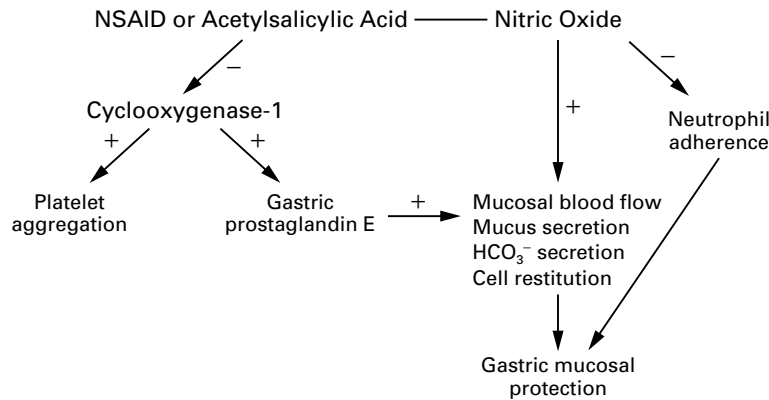 NSAID or Acetylsalicylic Acid
Nitric Oxide
−
−
Cyclooxygenase-1
+
Neutrophil
adherence
+
+
Platelet
aggregation
Gastric
prostaglandin E
+
Mucosal blood flow
Mucus secretion
HCO₃⁻ secretion
Cell restitution
Gastric mucosal
protection